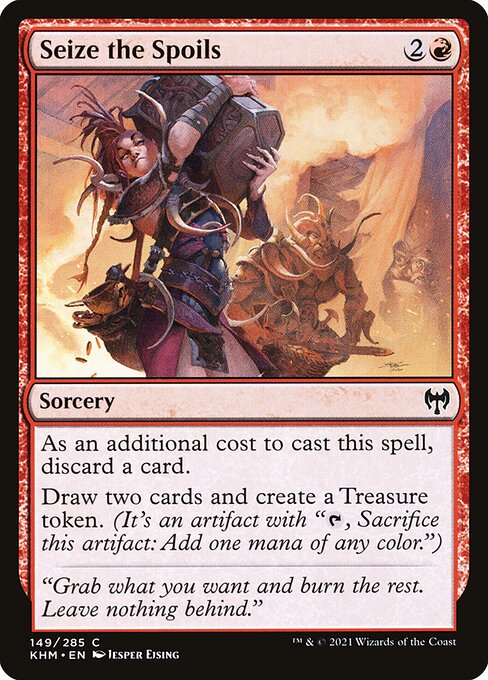 Seize the Spoils 2
Sorcery
As an additional cost to cast this spell,
discard a card.
Draw two cards and create a Treasure
token. (It's an artifact with “, Sacrifice
this artifact: Add one mana of any color.”)
“Grab what you want and burn the rest.
Leave nothing behind.”
149/285 C
KHM • EN Jesper Eising
™ & © 2021 Wizards of the Coast